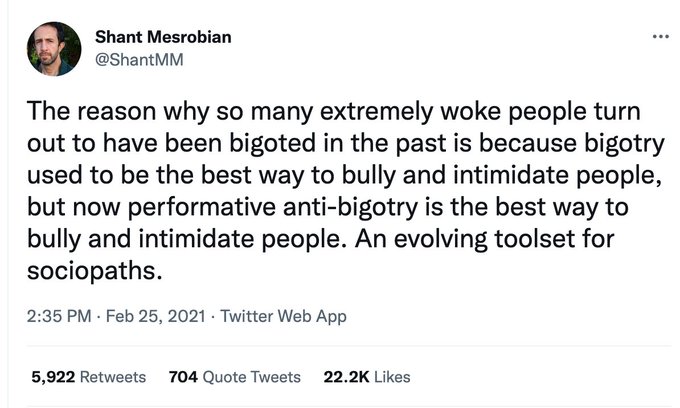 Shant Mesrobian
@ShantMM
The reason why so many extremely woke people turn
out to have been bigoted in the past is because bigotry
used to be the best way to bully and intimidate people,
but now performative anti-bigotry is the best way to
bully and intimidate people. An evolving toolset for
sociopaths.
2:35 PM · Feb 25, 2021 · Twitter Web App
5,922 Retweets 704 Quote Tweets 22.2K Likes